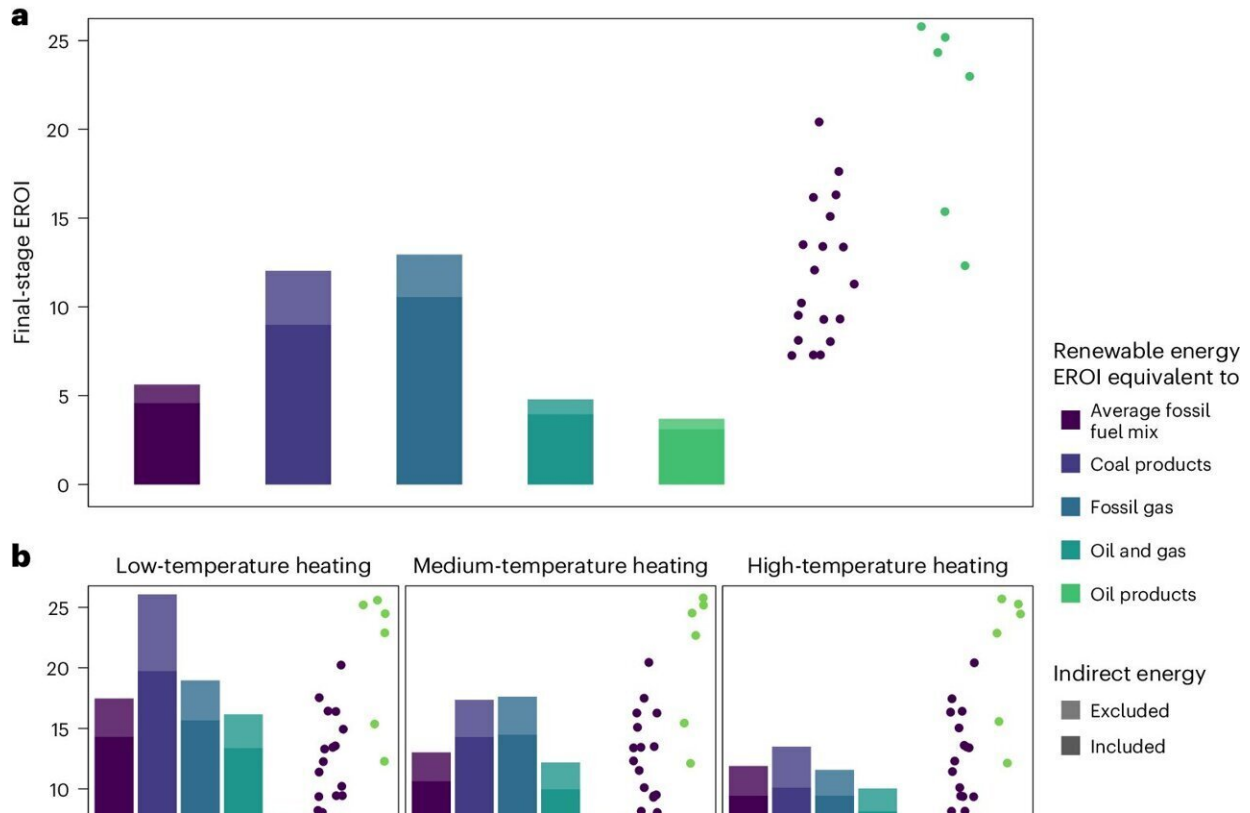 a
25
20
15
10
5
0
Final-stage EROI
Renewable energy
EROI equivalent to
Average fossil
fuel mix
Coal products
Fossil gas
Oil and gas
Oil products
Indirect energy
Excluded
Included
b
Low-temperature heating
Medium-temperature heating
High-temperature heating
25
20
15
10